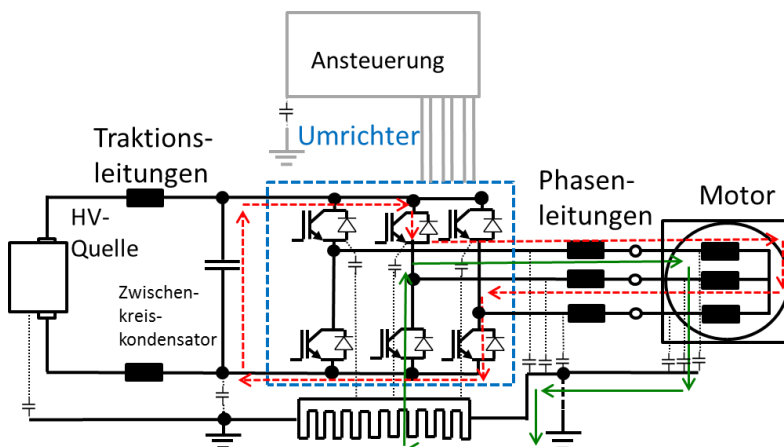 Ansteuerung
Umrichter
Traktions-
leitungen
Phasen-
leitungen
Motor
HV-
Quelle
Zwischen-
kreis-
kondensator